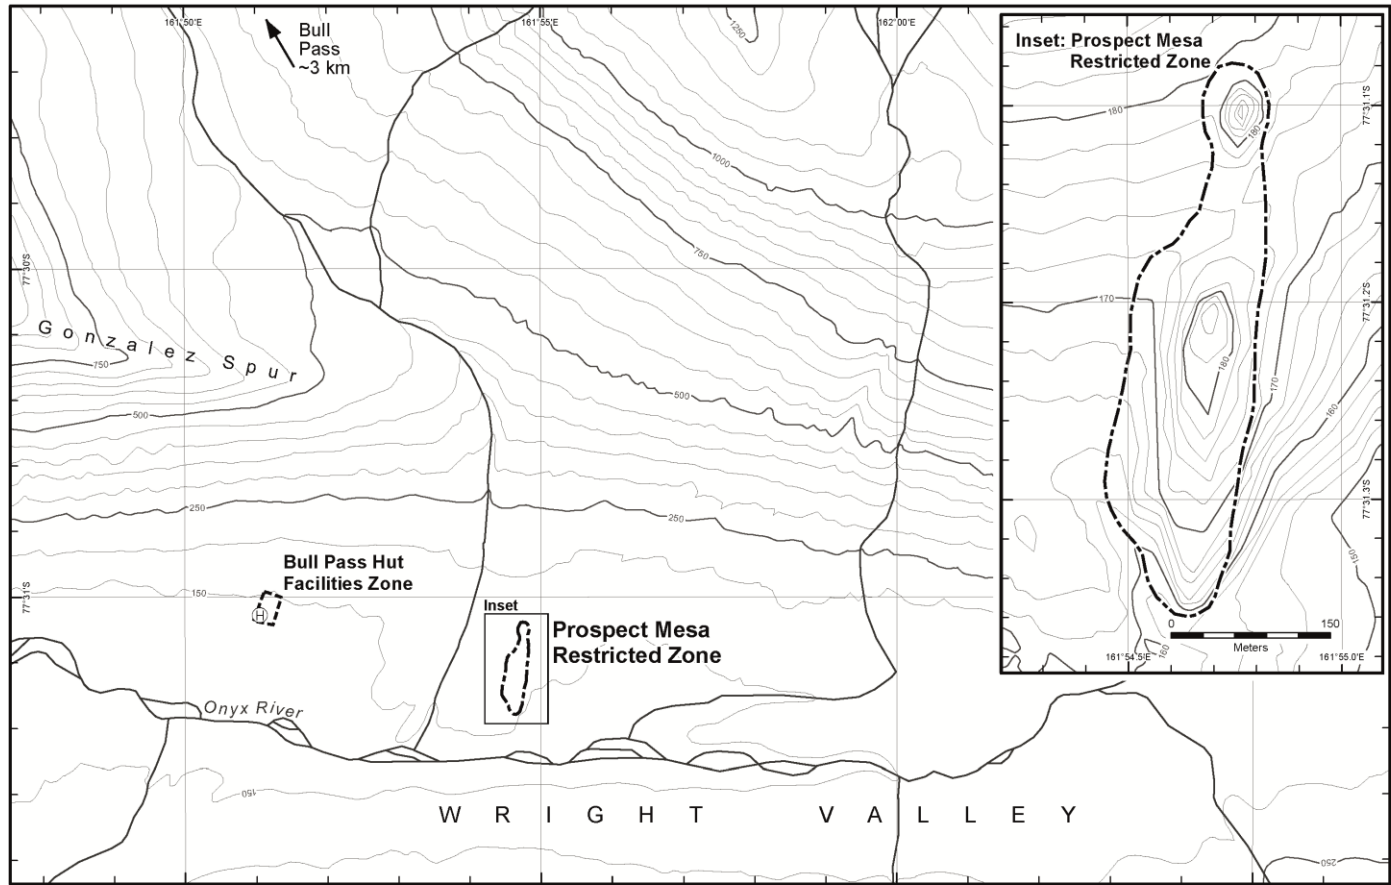 161°50'E
161°55'E
162°00'E
Bull
Pass
~3 km
1250
1000
750
77°30'S
Gonzalez Spur
750
500
500
250
250
Bull Pass Hut
Facilities Zone
77°31'S
150
H
Inset
Prospect Mesa
Restricted Zone
Onyx River
150
WRIGHT VALLEY
250
Inset: Prospect Mesa
Restricted Zone
180
180
77°31.1'S
170
77°31.2'S
180
170
160
77°31.3'S
150
0 150
Meters
160
161°54.5'E
161°55.0'E